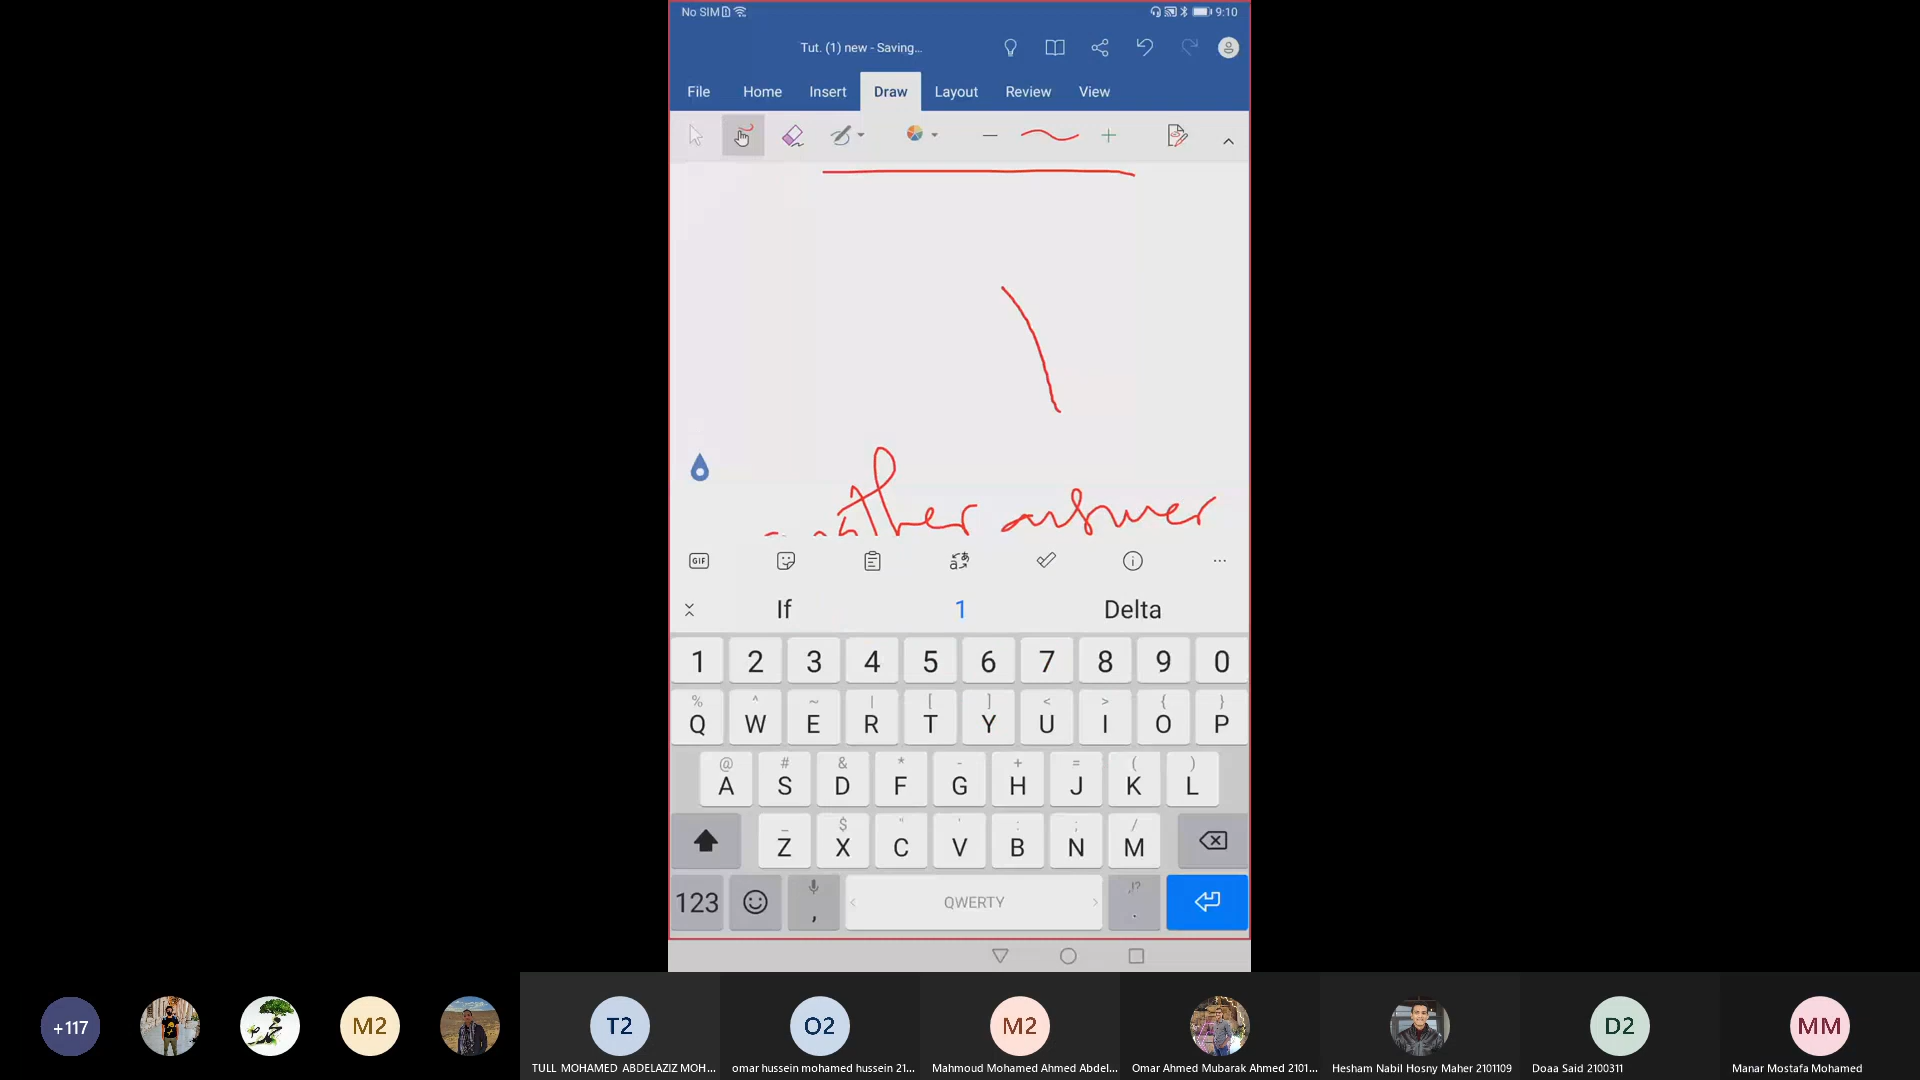 No SIM 9:10
Tut. (1) new - Saving...
File Home Insert Draw Layout Review View
another answer
GIF
If 1 Delta
1 2 3 4 5 6 7 8 9 0
% ^ ~ | [ ] < > { }
Q W E R T Y U I O P
@ # & * - + = ( )
A S D F G H J K L
_ $ " ' : ; /
Z X C V B N M
,!?
123 , < QWERTY > .
+117 M2 T2 O2 M2 D2 MM
TULL MOHAMED ABDELAZIZ MOH... omar hussein mohamed hussein 21... Mahmoud Mohamed Ahmed Abdel... Omar Ahmed Mubarak Ahmed 2101... Hesham Nabil Hosny Maher 2101109 Doaa Said 2100311 Manar Mostafa Mohamed